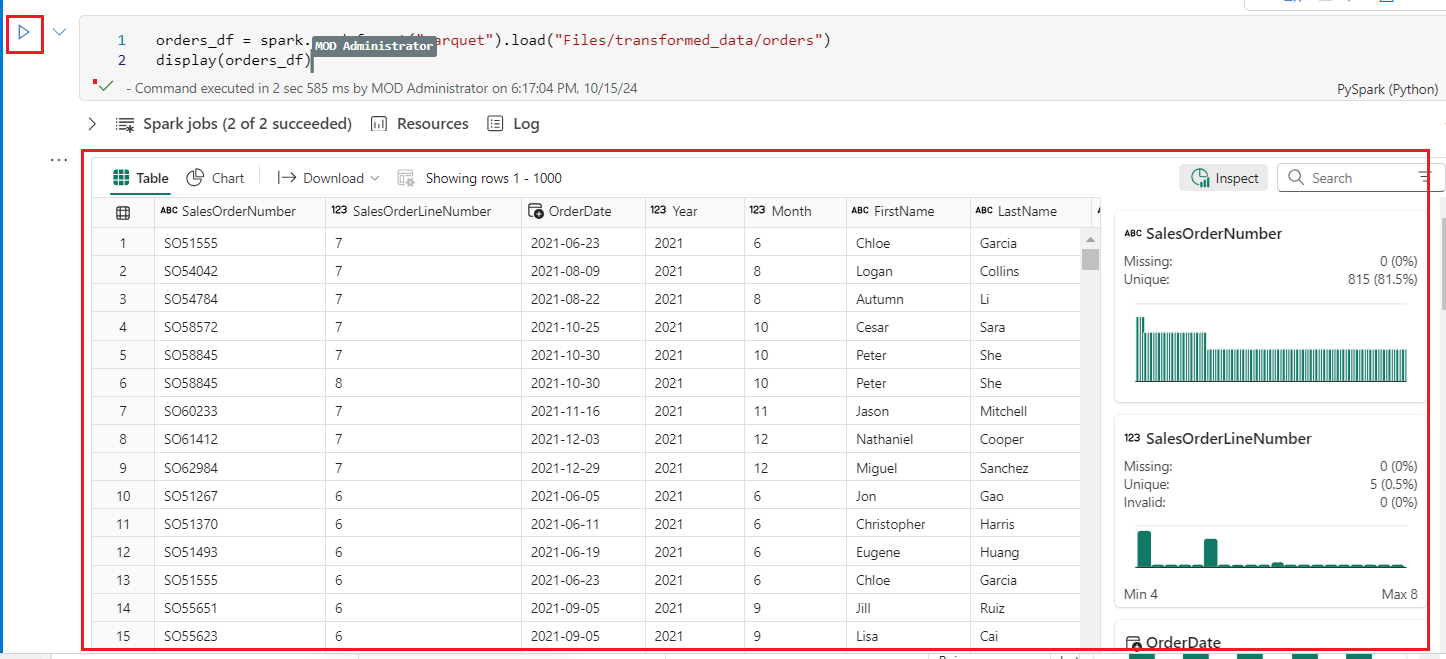 1 orders_df = spark. arquet").load("Files/transformed_data/orders")
MOD Administrator
2 display(orders_df)
- Command executed in 2 sec 585 ms by MOD Administrator on 6:17:04 PM, 10/15/24
PySpark (Python)
Spark jobs (2 of 2 succeeded) Resources Log
Table Chart Download Showing rows 1 - 1000 Inspect Search
ABC SalesOrderNumber 123 SalesOrderLineNumber OrderDate 123 Year 123 Month ABC FirstName ABC LastName
1 SO51555 7 2021-06-23 2021 6 Chloe Garcia
2 SO54042 7 2021-08-09 2021 8 Logan Collins
3 SO54784 7 2021-08-22 2021 8 Autumn Li
4 SO58572 7 2021-10-25 2021 10 Cesar Sara
5 SO58845 7 2021-10-30 2021 10 Peter She
6 SO58845 8 2021-10-30 2021 10 Peter She
7 SO60233 7 2021-11-16 2021 11 Jason Mitchell
8 SO61412 7 2021-12-03 2021 12 Nathaniel Cooper
9 SO62984 7 2021-12-29 2021 12 Miguel Sanchez
10 SO51267 6 2021-06-05 2021 6 Jon Gao
11 SO51370 6 2021-06-11 2021 6 Christopher Harris
12 SO51493 6 2021-06-19 2021 6 Eugene Huang
13 SO51555 6 2021-06-23 2021 6 Chloe Garcia
14 SO55651 6 2021-09-05 2021 9 Jill Ruiz
15 SO55623 6 2021-09-05 2021 9 Lisa Cai
ABC SalesOrderNumber
Missing: 0 (0%)
Unique: 815 (81.5%)
123 SalesOrderLineNumber
Missing: 0 (0%)
Unique: 5 (0.5%)
Invalid: 0 (0%)
Min 4 Max 8
OrderDate